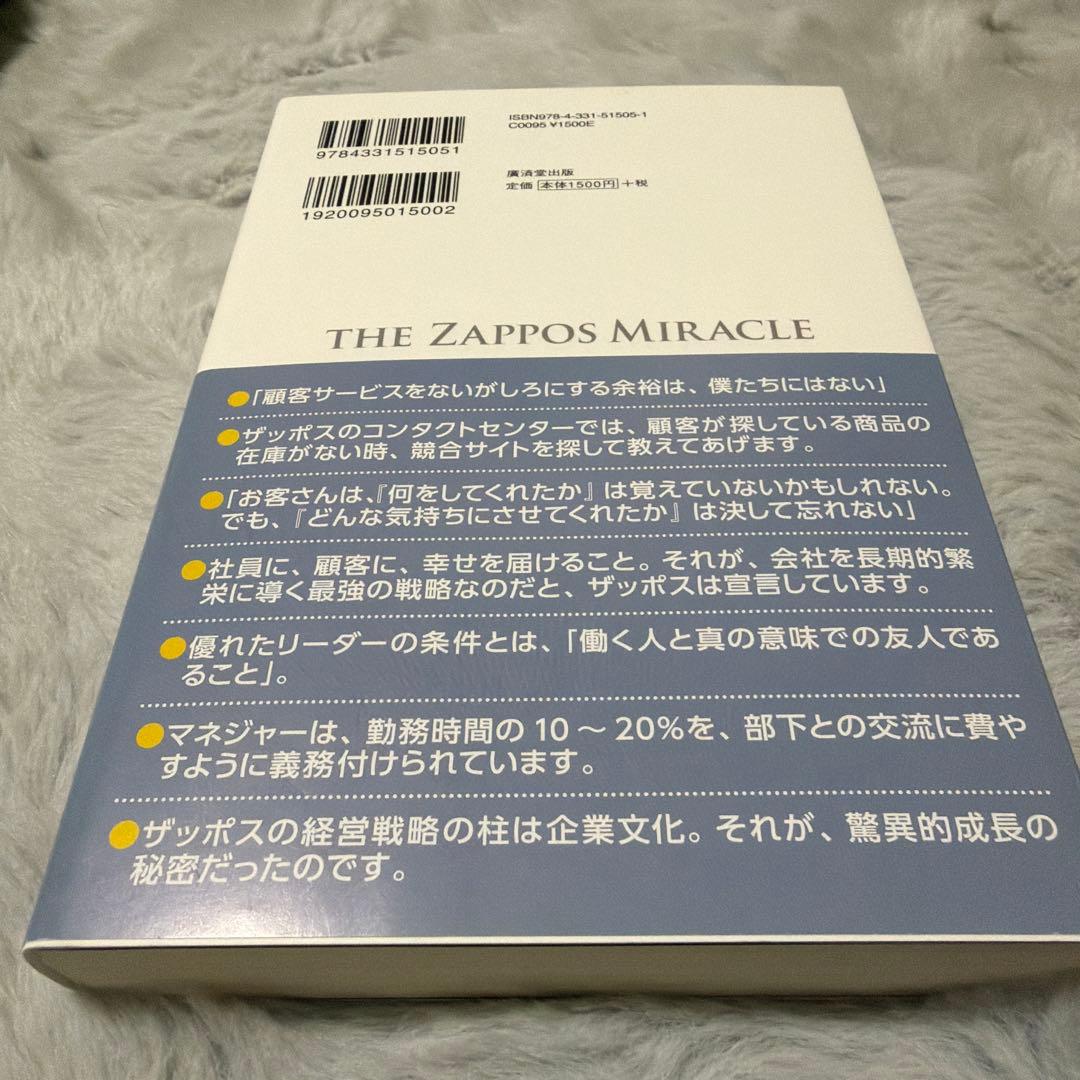 ISBN978-4-331-51505-1
C0095 ¥1500E
9784331515051
廣済堂出版
定価 本体1500円 +税
1920095015002
THE ZAPPOS MIRACLE
●「顧客サービスをないがしろにする余裕は、僕たちにはない」
●ザッポスのコンタクトセンターでは、顧客が探している商品の
在庫がない時、競合サイトを探して教えてあげます。
●「お客さんは、『何をしてくれたか』は覚えていないかもしれない。
でも、『どんな気持ちにさせてくれたか』は決して忘れない」
●社員に、顧客に、幸せを届けること。それが、会社を長期的繁
栄に導く最強の戦略なのだと、ザッポスは宣言しています。
●優れたリーダーの条件とは、「働く人と真の意味での友人であ
ること」。
●マネジャーは、勤務時間の10〜20%を、部下との交流に費や
すように義務付けられています。
●ザッポスの経営戦略の柱は企業文化。それが、驚異的成長の
秘密だったのです。